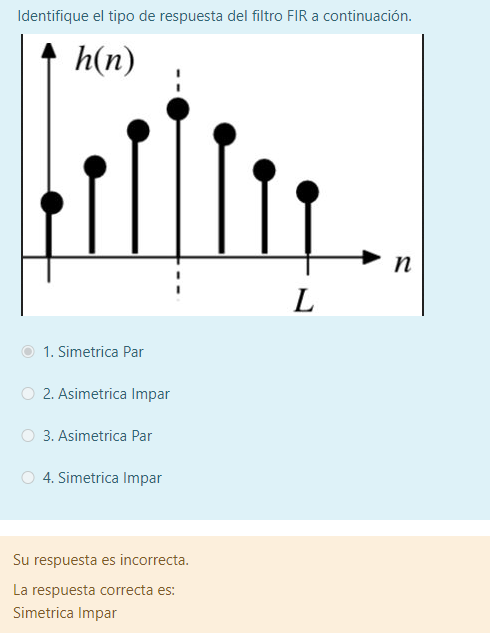 Identifique el tipo de respuesta del filtro FIR a continuación.
h(n)
n
L
1. Simetrica Par
2. Asimetrica Impar
3. Asimetrica Par
4. Simetrica Impar
Su respuesta es incorrecta.
La respuesta correcta es:
Simetrica Impar